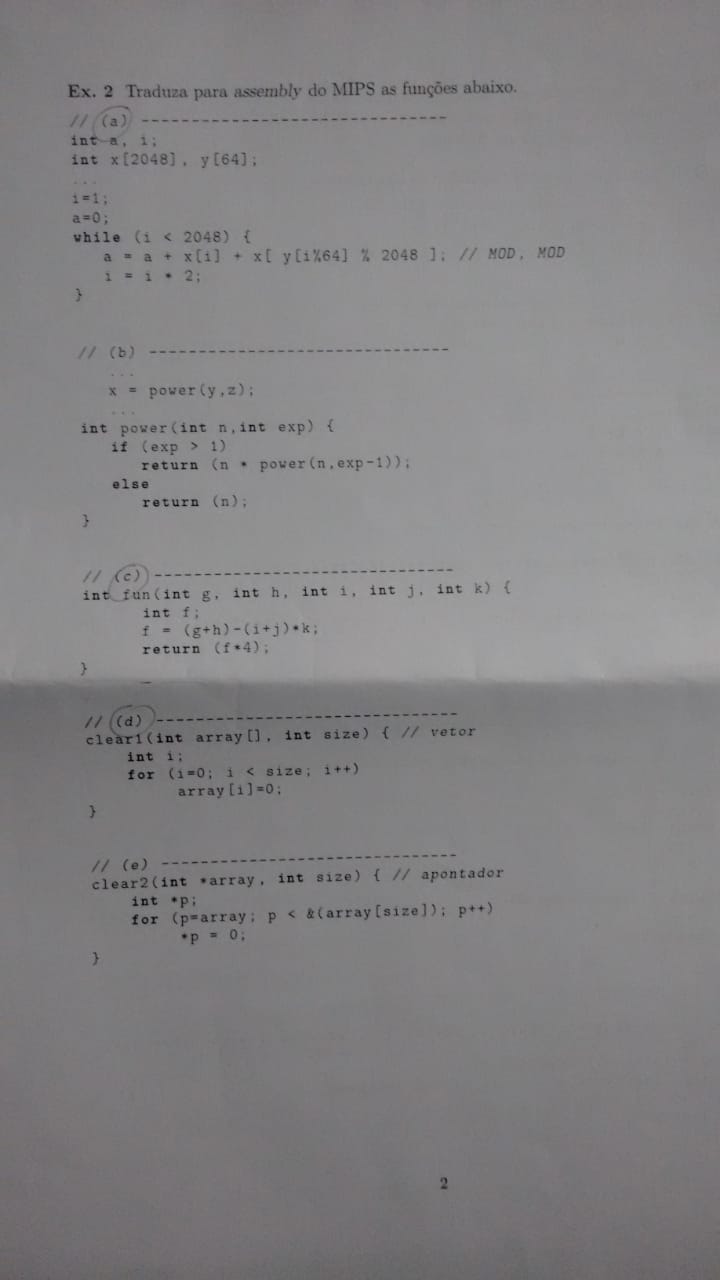 Ex. 2 Traduza para assembly do MIPS as funções abaixo.
// (a) -------------------------------
int a, i;
int x[2048], y[64];
...
i=1;
a=0;
while (i < 2048) {
a = a + x[i] + x[ y[i%64] % 2048 ]; // MOD, MOD
i = i * 2;
}
// (b) -------------------------------
...
x = power(y,z);
...
int power(int n,int exp) {
if (exp > 1)
return (n * power(n,exp-1));
else
return (n);
}
// (c) -------------------------------
int fun(int g, int h, int i, int j, int k) {
int f;
f = (g+h)-(i+j)*k;
return (f*4);
}
// (d) -------------------------------
clear1(int array[], int size) { // vetor
int i;
for (i=0; i < size; i++)
array[i]=0;
}
// (e) -------------------------------
clear2(int *array, int size) { // apontador
int *p;
for (p=array; p < &(array[size]); p++)
*p = 0;
}
2